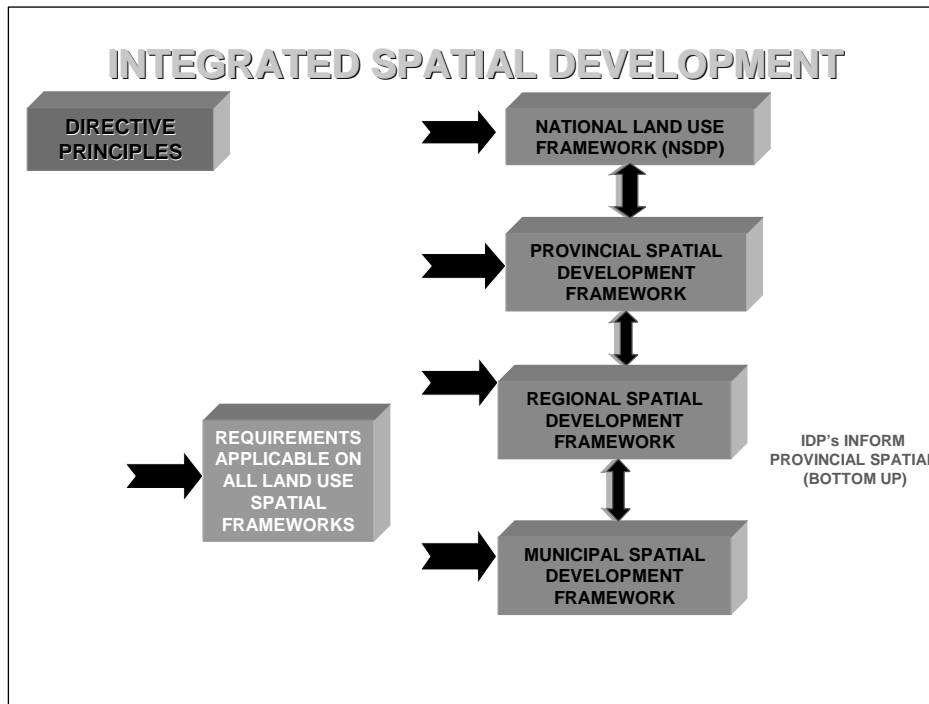 INTEGRATED SPATIAL DEVELOPMENT
DIRECTIVE
PRINCIPLES
NATIONAL LAND USE
FRAMEWORK (NSDP)
PROVINCIAL SPATIAL
DEVELOPMENT
FRAMEWORK
REGIONAL SPATIAL
DEVELOPMENT
FRAMEWORK
REQUIREMENTS
APPLICABLE ON
ALL LAND USE
SPATIAL
FRAMEWORKS
IDP's INFORM
PROVINCIAL SPATIAL
(BOTTOM UP)
MUNICIPAL SPATIAL
DEVELOPMENT
FRAMEWORK